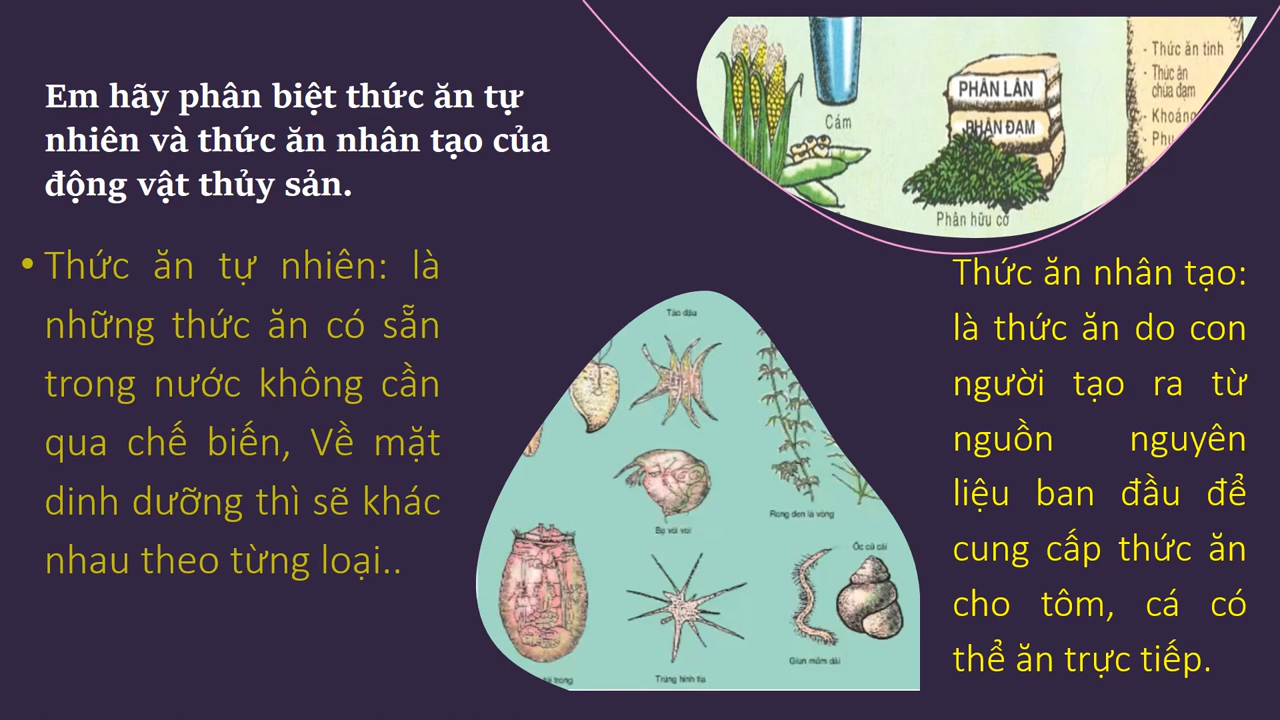 Em hãy phân biệt thức ăn tự
nhiên và thức ăn nhân tạo của
động vật thủy sản.
• Thức ăn tự nhiên: là
những thức ăn có sẵn
trong nước không cần
qua chế biến, Về mặt
dinh dưỡng thì sẽ khác
nhau theo từng loại..
Cám
PHÂN LÂN
PHÂN ĐẠM
Phân hữu cơ
- Thức ăn tinh
- Thức ăn
chứa đạm
- Khoáng
Tảo đậu
Bọ vòi voi
Rong đen lá vòng
Ốc củ cải
Giun mồm dài
trong
Trùng hình tia
Thức ăn nhân tạo:
là thức ăn do con
người tạo ra từ
nguồn nguyên
liệu ban đầu để
cung cấp thức ăn
cho tôm, cá có
thể ăn trực tiếp.